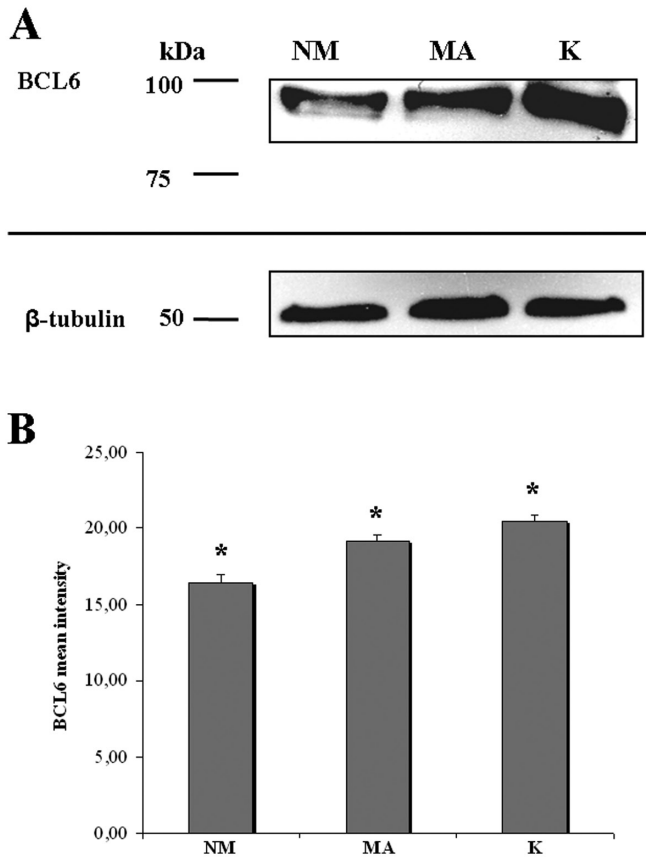 A
kDa NM MA K
BCL6 100
75
β-tubulin 50
B
25,00
20,00
15,00
10,00
5,00
0,00
BCL6 mean intensity
* * *
NM MA K